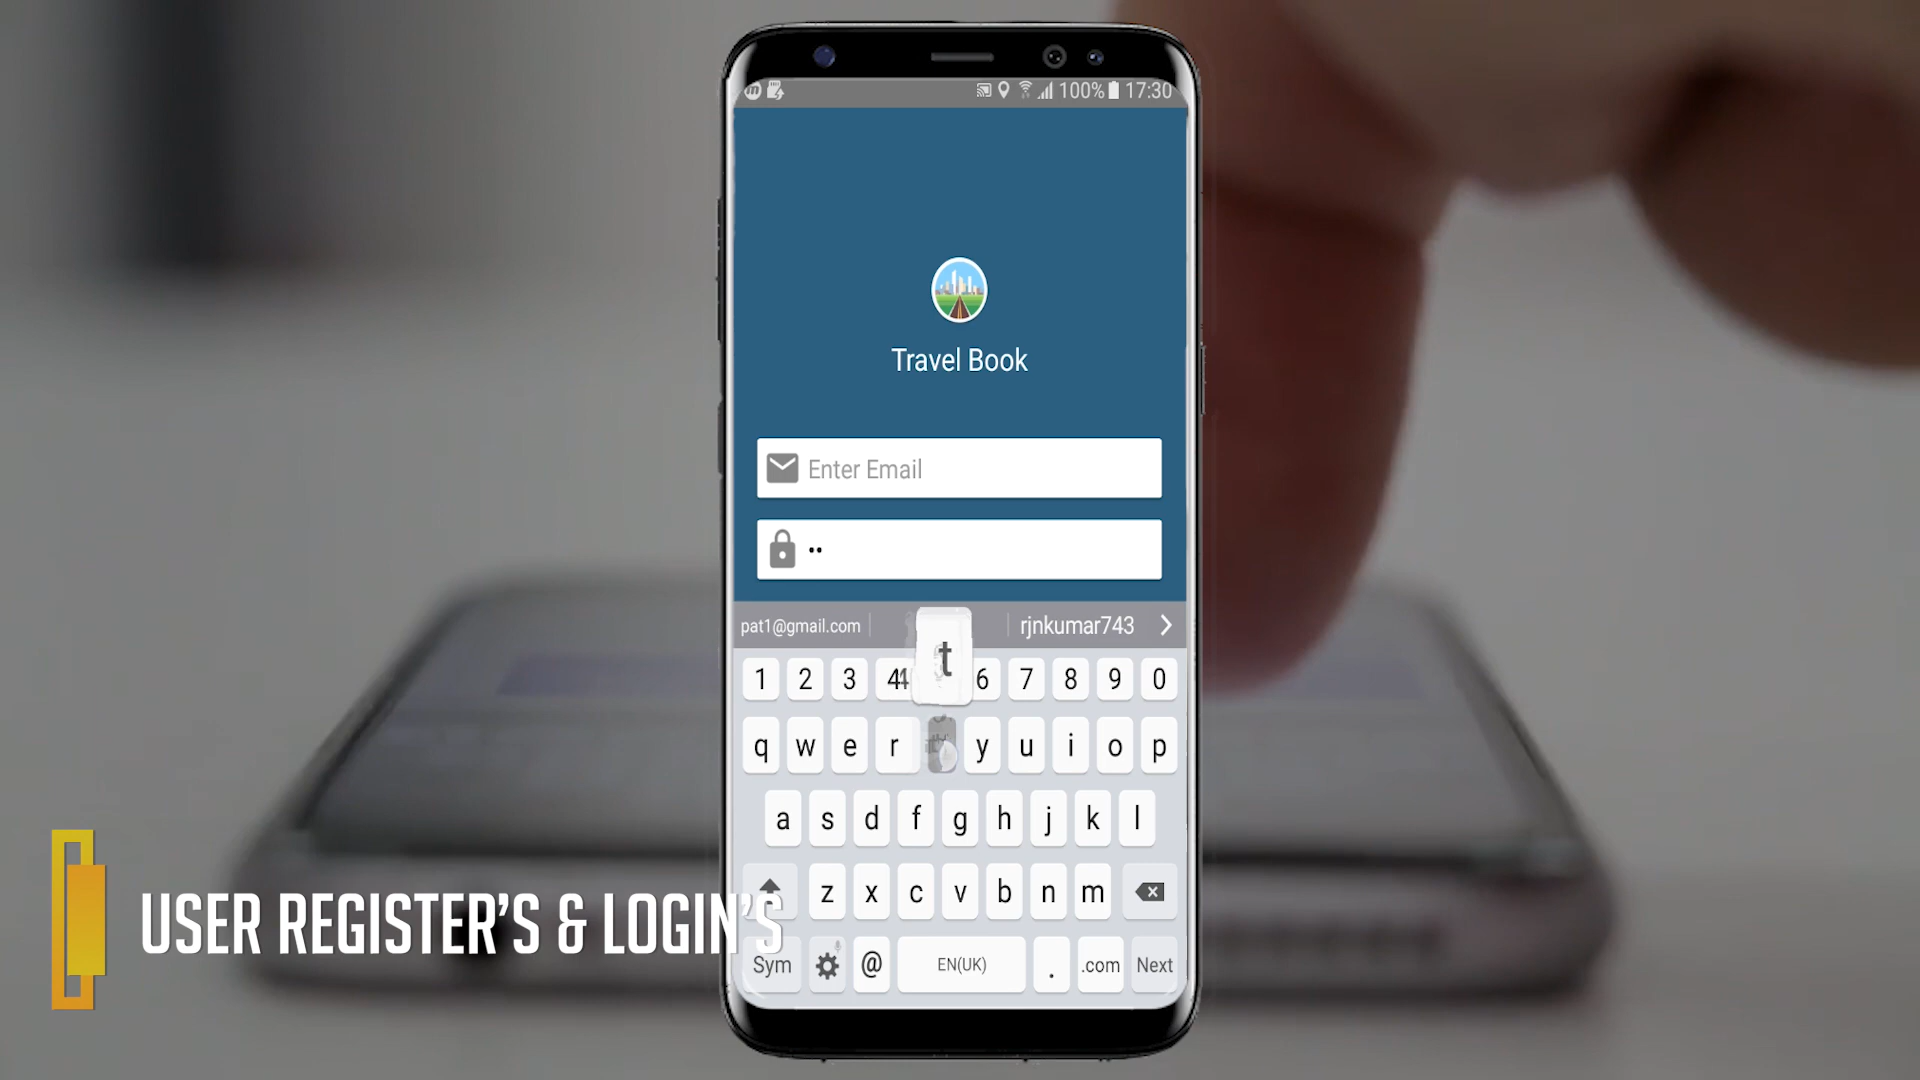 100% 17:30
Travel Book
Enter Email
••
pat1@gmail.com
rjnkumar743
t
1 2 3 4 6 7 8 9 0
q w e r y u i o p
a s d f g h j k l
z x c v b n m
Sym @ EN(UK) . .com Next
USER REGISTER’S & LOGIN’S